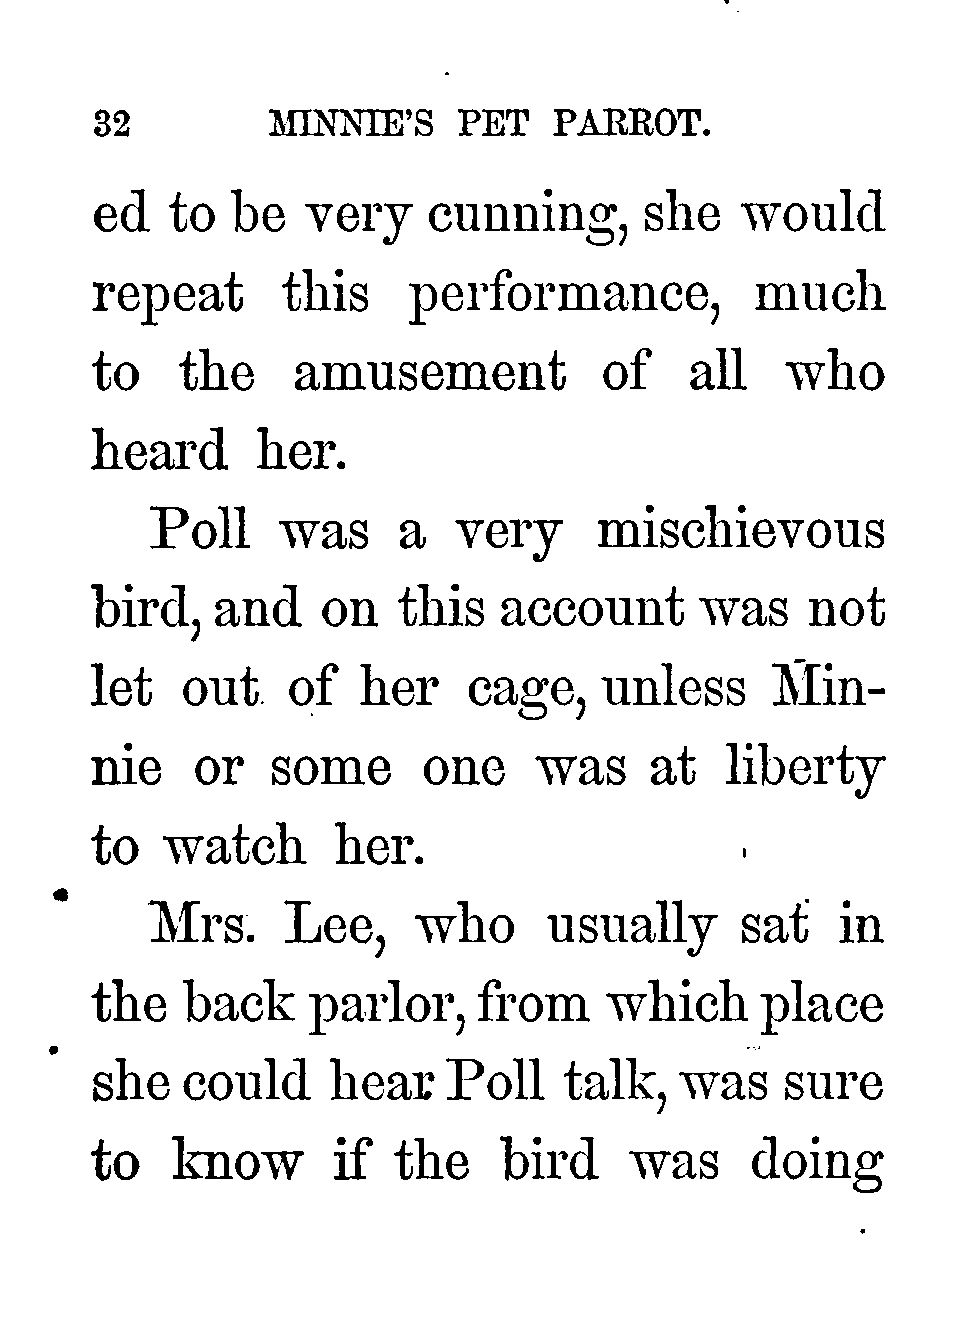 32 MINNIE'S PET PARROT.
ed to be very cunning, she would
repeat this performance, much
to the amusement of all who
heard her.
Poll was a very mischievous
bird, and on this account was not
let out of her cage, unless Min-
nie or some one was at liberty
to watch her.
Mrs. Lee, who usually sat in
the back parlor, from which place
she could hear Poll talk, was sure
to know if the bird was doing